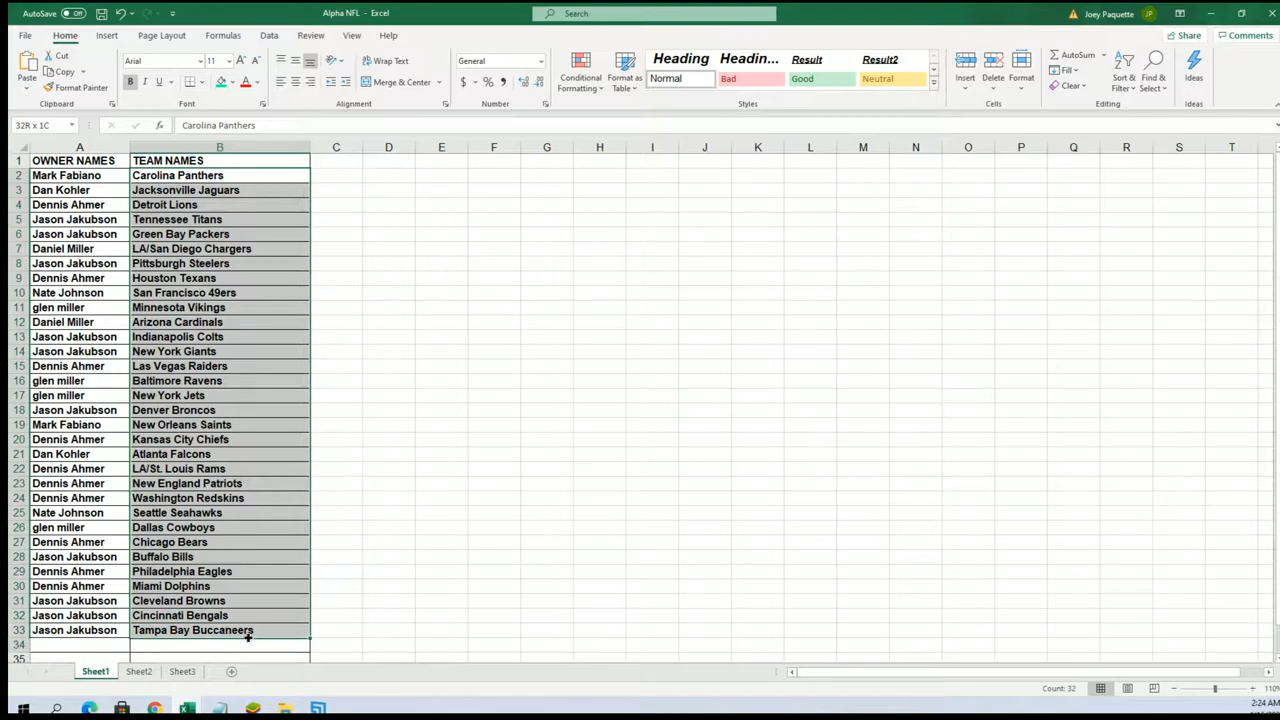 AutoSave Off Alpha NFL - Excel Search Joey Paquette JP
File Home Insert Page Layout Formulas Data Review View Help Share Comments
Cut Arial 11 Wrap Text General Heading Headin... Result Result2 AutoSum
Paste Copy Fill
Format Painter B I U Merge & Center $ % Normal Bad Good Neutral Clear
Conditional Formatting Format as Table Insert Delete Format Sort & Filter Find & Select Ideas
Clipboard Font Alignment Number Styles Cells Editing Ideas
32R x 1C fx Carolina Panthers
A B C D E F G H I J K L M N O P Q R S T
1 OWNER NAMES TEAM NAMES
2 Mark Fabiano Carolina Panthers
3 Dan Kohler Jacksonville Jaguars
4 Dennis Ahmer Detroit Lions
5 Jason Jakubson Tennessee Titans
6 Jason Jakubson Green Bay Packers
7 Daniel Miller LA/San Diego Chargers
8 Jason Jakubson Pittsburgh Steelers
9 Dennis Ahmer Houston Texans
10 Nate Johnson San Francisco 49ers
11 glen miller Minnesota Vikings
12 Daniel Miller Arizona Cardinals
13 Jason Jakubson Indianapolis Colts
14 Jason Jakubson New York Giants
15 Dennis Ahmer Las Vegas Raiders
16 glen miller Baltimore Ravens
17 glen miller New York Jets
18 Jason Jakubson Denver Broncos
19 Mark Fabiano New Orleans Saints
20 Dennis Ahmer Kansas City Chiefs
21 Dan Kohler Atlanta Falcons
22 Dennis Ahmer LA/St. Louis Rams
23 Dennis Ahmer New England Patriots
24 Dennis Ahmer Washington Redskins
25 Nate Johnson Seattle Seahawks
26 glen miller Dallas Cowboys
27 Dennis Ahmer Chicago Bears
28 Jason Jakubson Buffalo Bills
29 Dennis Ahmer Philadelphia Eagles
30 Dennis Ahmer Miami Dolphins
31 Jason Jakubson Cleveland Browns
32 Jason Jakubson Cincinnati Bengals
33 Jason Jakubson Tampa Bay Buccaneers
34
35
Sheet1 Sheet2 Sheet3
Count: 32 110%
2:24 AM